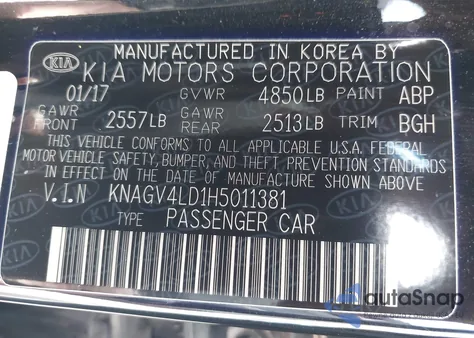 MANUFACTURED IN KOREA BY
KIA KIA MOTORS CORPORATION
01/17 GVWR 4850LB PAINT ABP
GAWR FRONT 2557LB GAWR REAR 2513LB TRIM BGH
THIS VEHICLE CONFORMS TO ALL APPLICABLE U.S.A. FEDERAL
MOTOR VEHICLE SAFETY, BUMPER, AND THEFT PREVENTION STANDARDS
IN EFFECT ON THE DATE OF MANUFACTURE SHOWN ABOVE.
V.I.N KNAGV4LD1H5011381
TYPE PASSENGER CAR
autoSnap